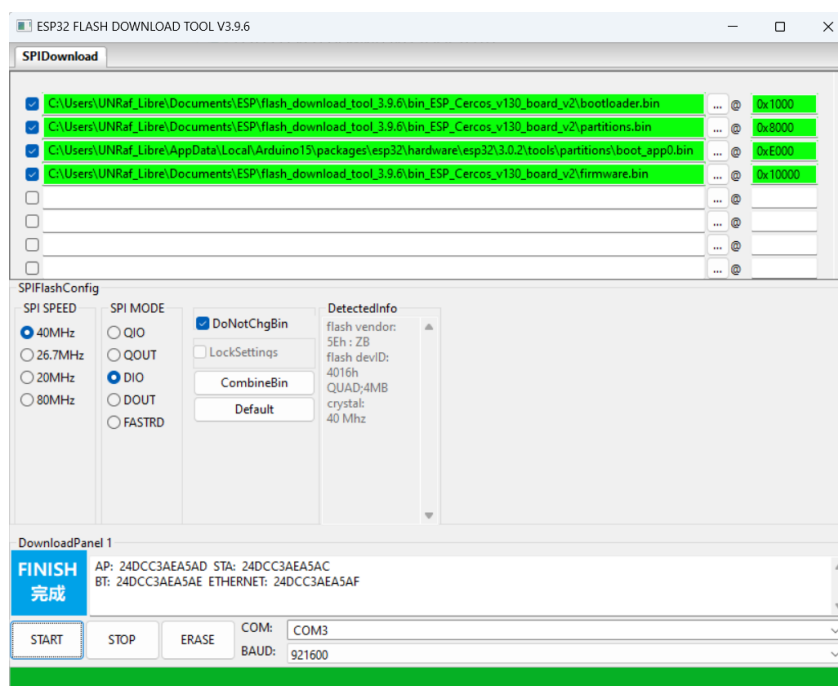 ESP32 FLASH DOWNLOAD TOOL V3.9.6
SPIDownload
C:\Users\UNRaf_Libre\Documents\ESP\flash_download_tool_3.9.6\bin_ESP_Cercos_v130_board_v2\bootloader.bin ... @ 0x1000
C:\Users\UNRaf_Libre\Documents\ESP\flash_download_tool_3.9.6\bin_ESP_Cercos_v130_board_v2\partitions.bin ... @ 0x8000
C:\Users\UNRaf_Libre\AppData\Local\Arduino15\packages\esp32\hardware\esp32\3.0.2\tools\partitions\boot_app0.bin ... @ 0xE000
C:\Users\UNRaf_Libre\Documents\ESP\flash_download_tool_3.9.6\bin_ESP_Cercos_v130_board_v2\firmware.bin ... @ 0x10000
... @
... @
... @
... @
SPIFlashConfig
SPI SPEED
40MHz
26.7MHz
20MHz
80MHz
SPI MODE
QIO
QOUT
DIO
DOUT
FASTRD
DoNotChgBin
LockSettings
CombineBin
Default
DetectedInfo
flash vendor:
5Eh : ZB
flash devID:
4016h
QUAD;4MB
crystal:
40 Mhz
DownloadPanel 1
FINISH
完成
AP: 24DCC3AEA5AD STA: 24DCC3AEA5AC
BT: 24DCC3AEA5AE ETHERNET: 24DCC3AEA5AF
START
STOP
ERASE
COM: COM3
BAUD: 921600